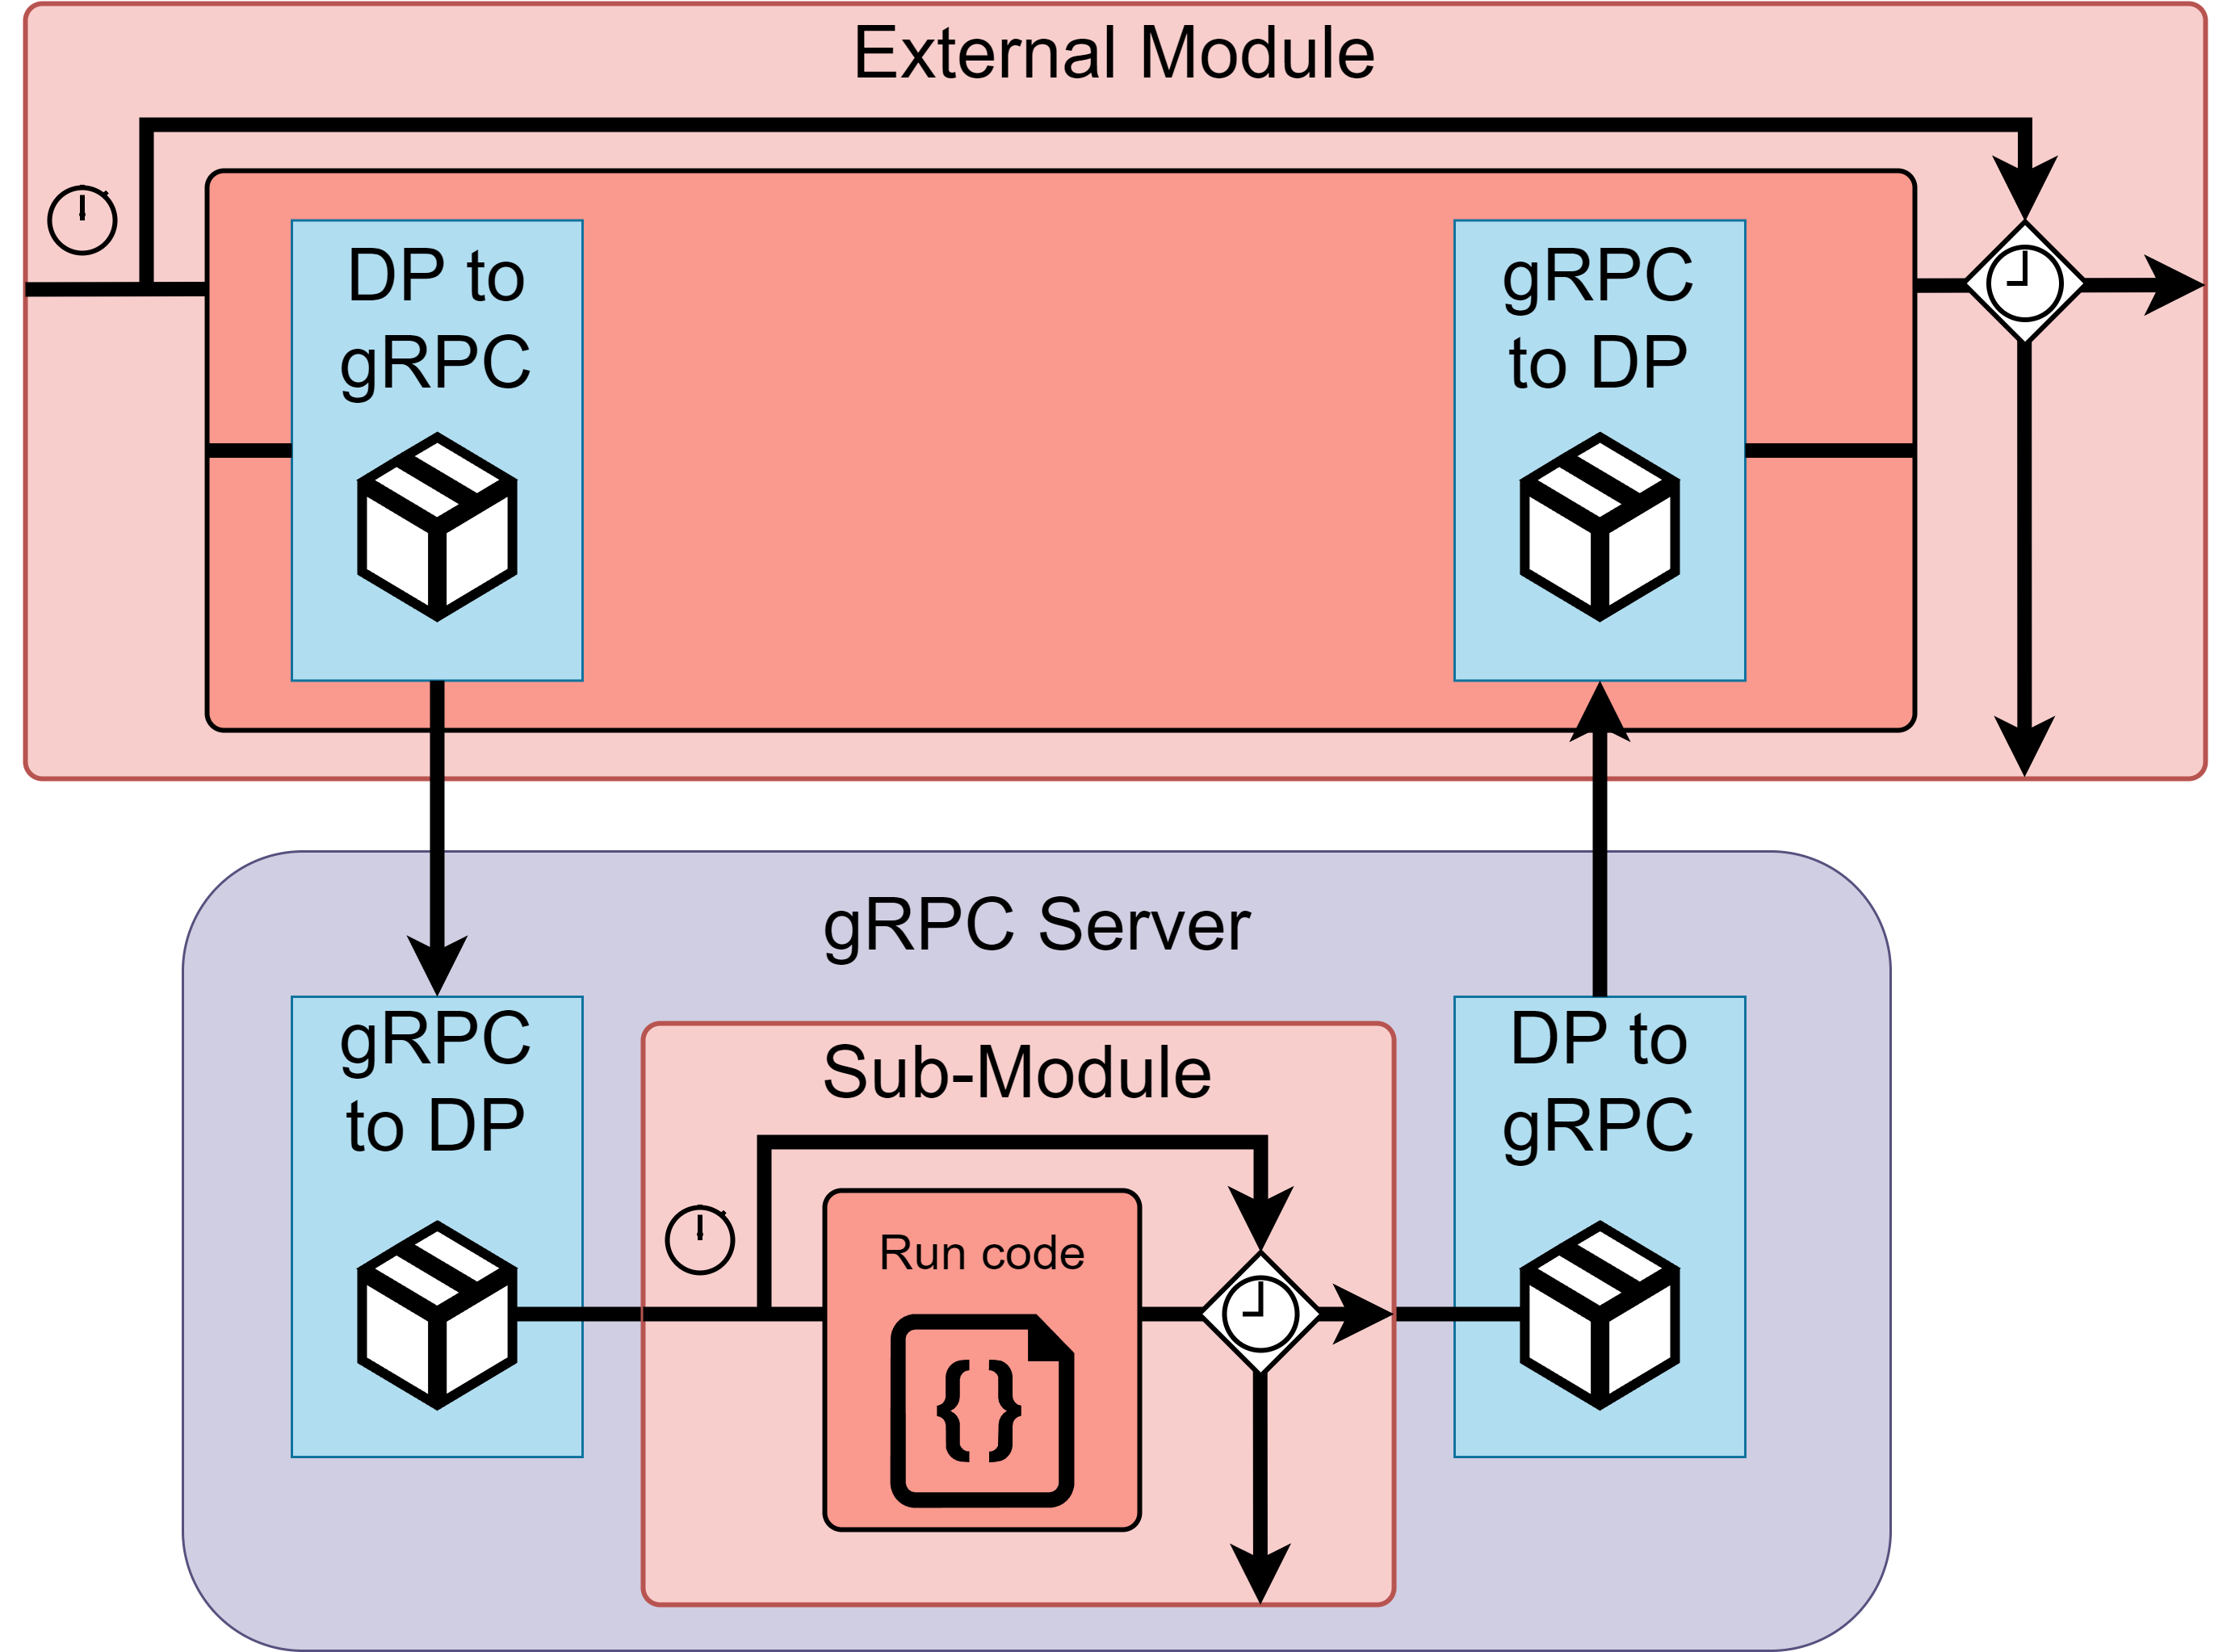 External Module
DP to
gRPC
gRPC
to DP
gRPC Server
gRPC
to DP
Sub-Module
Run code
{ }
DP to
gRPC